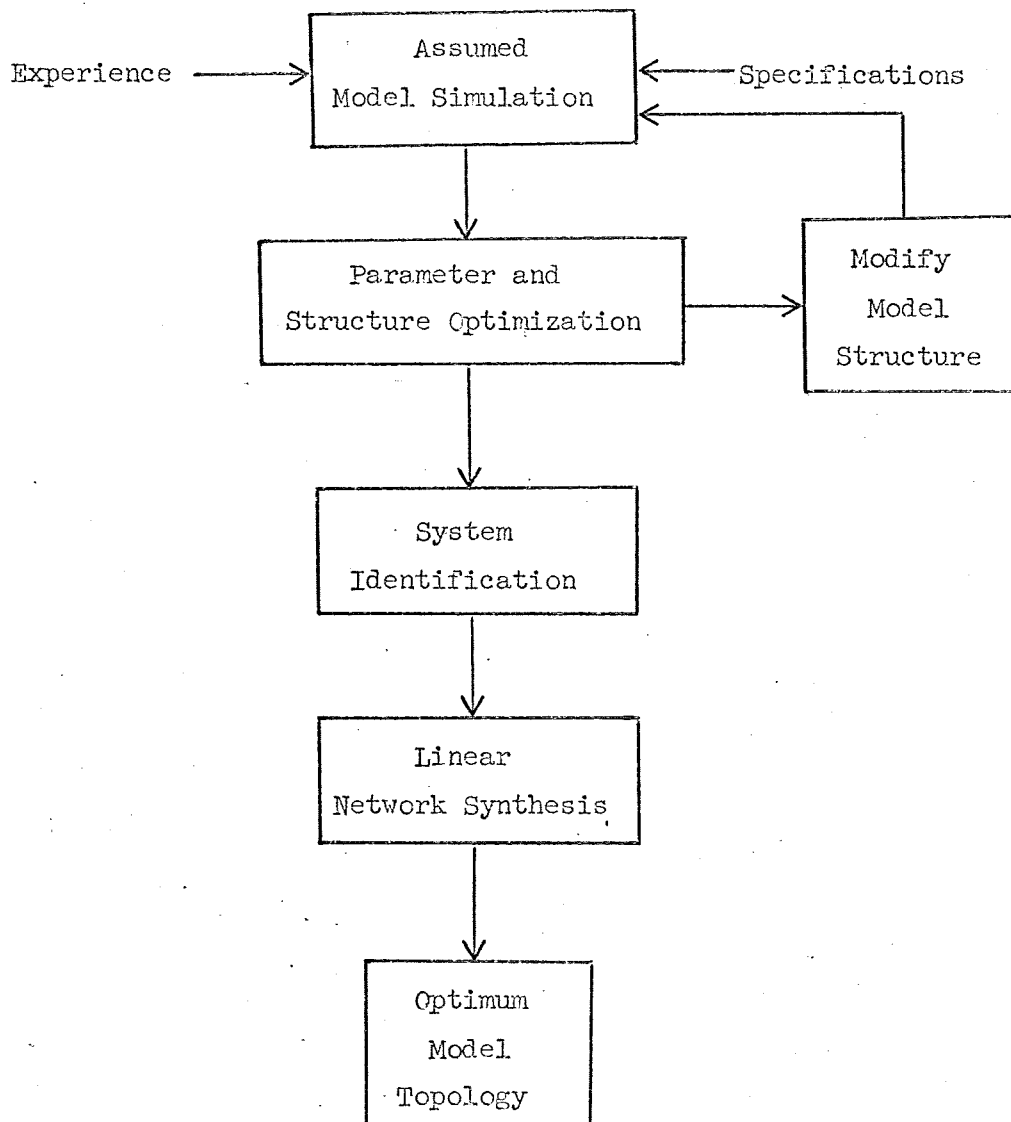 Assumed
Model Simulation
Experience
Specifications
Parameter and
Structure Optimization
Modify
Model
Structure
System
Identification
Linear
Network Synthesis
Optimum
Model
Topology